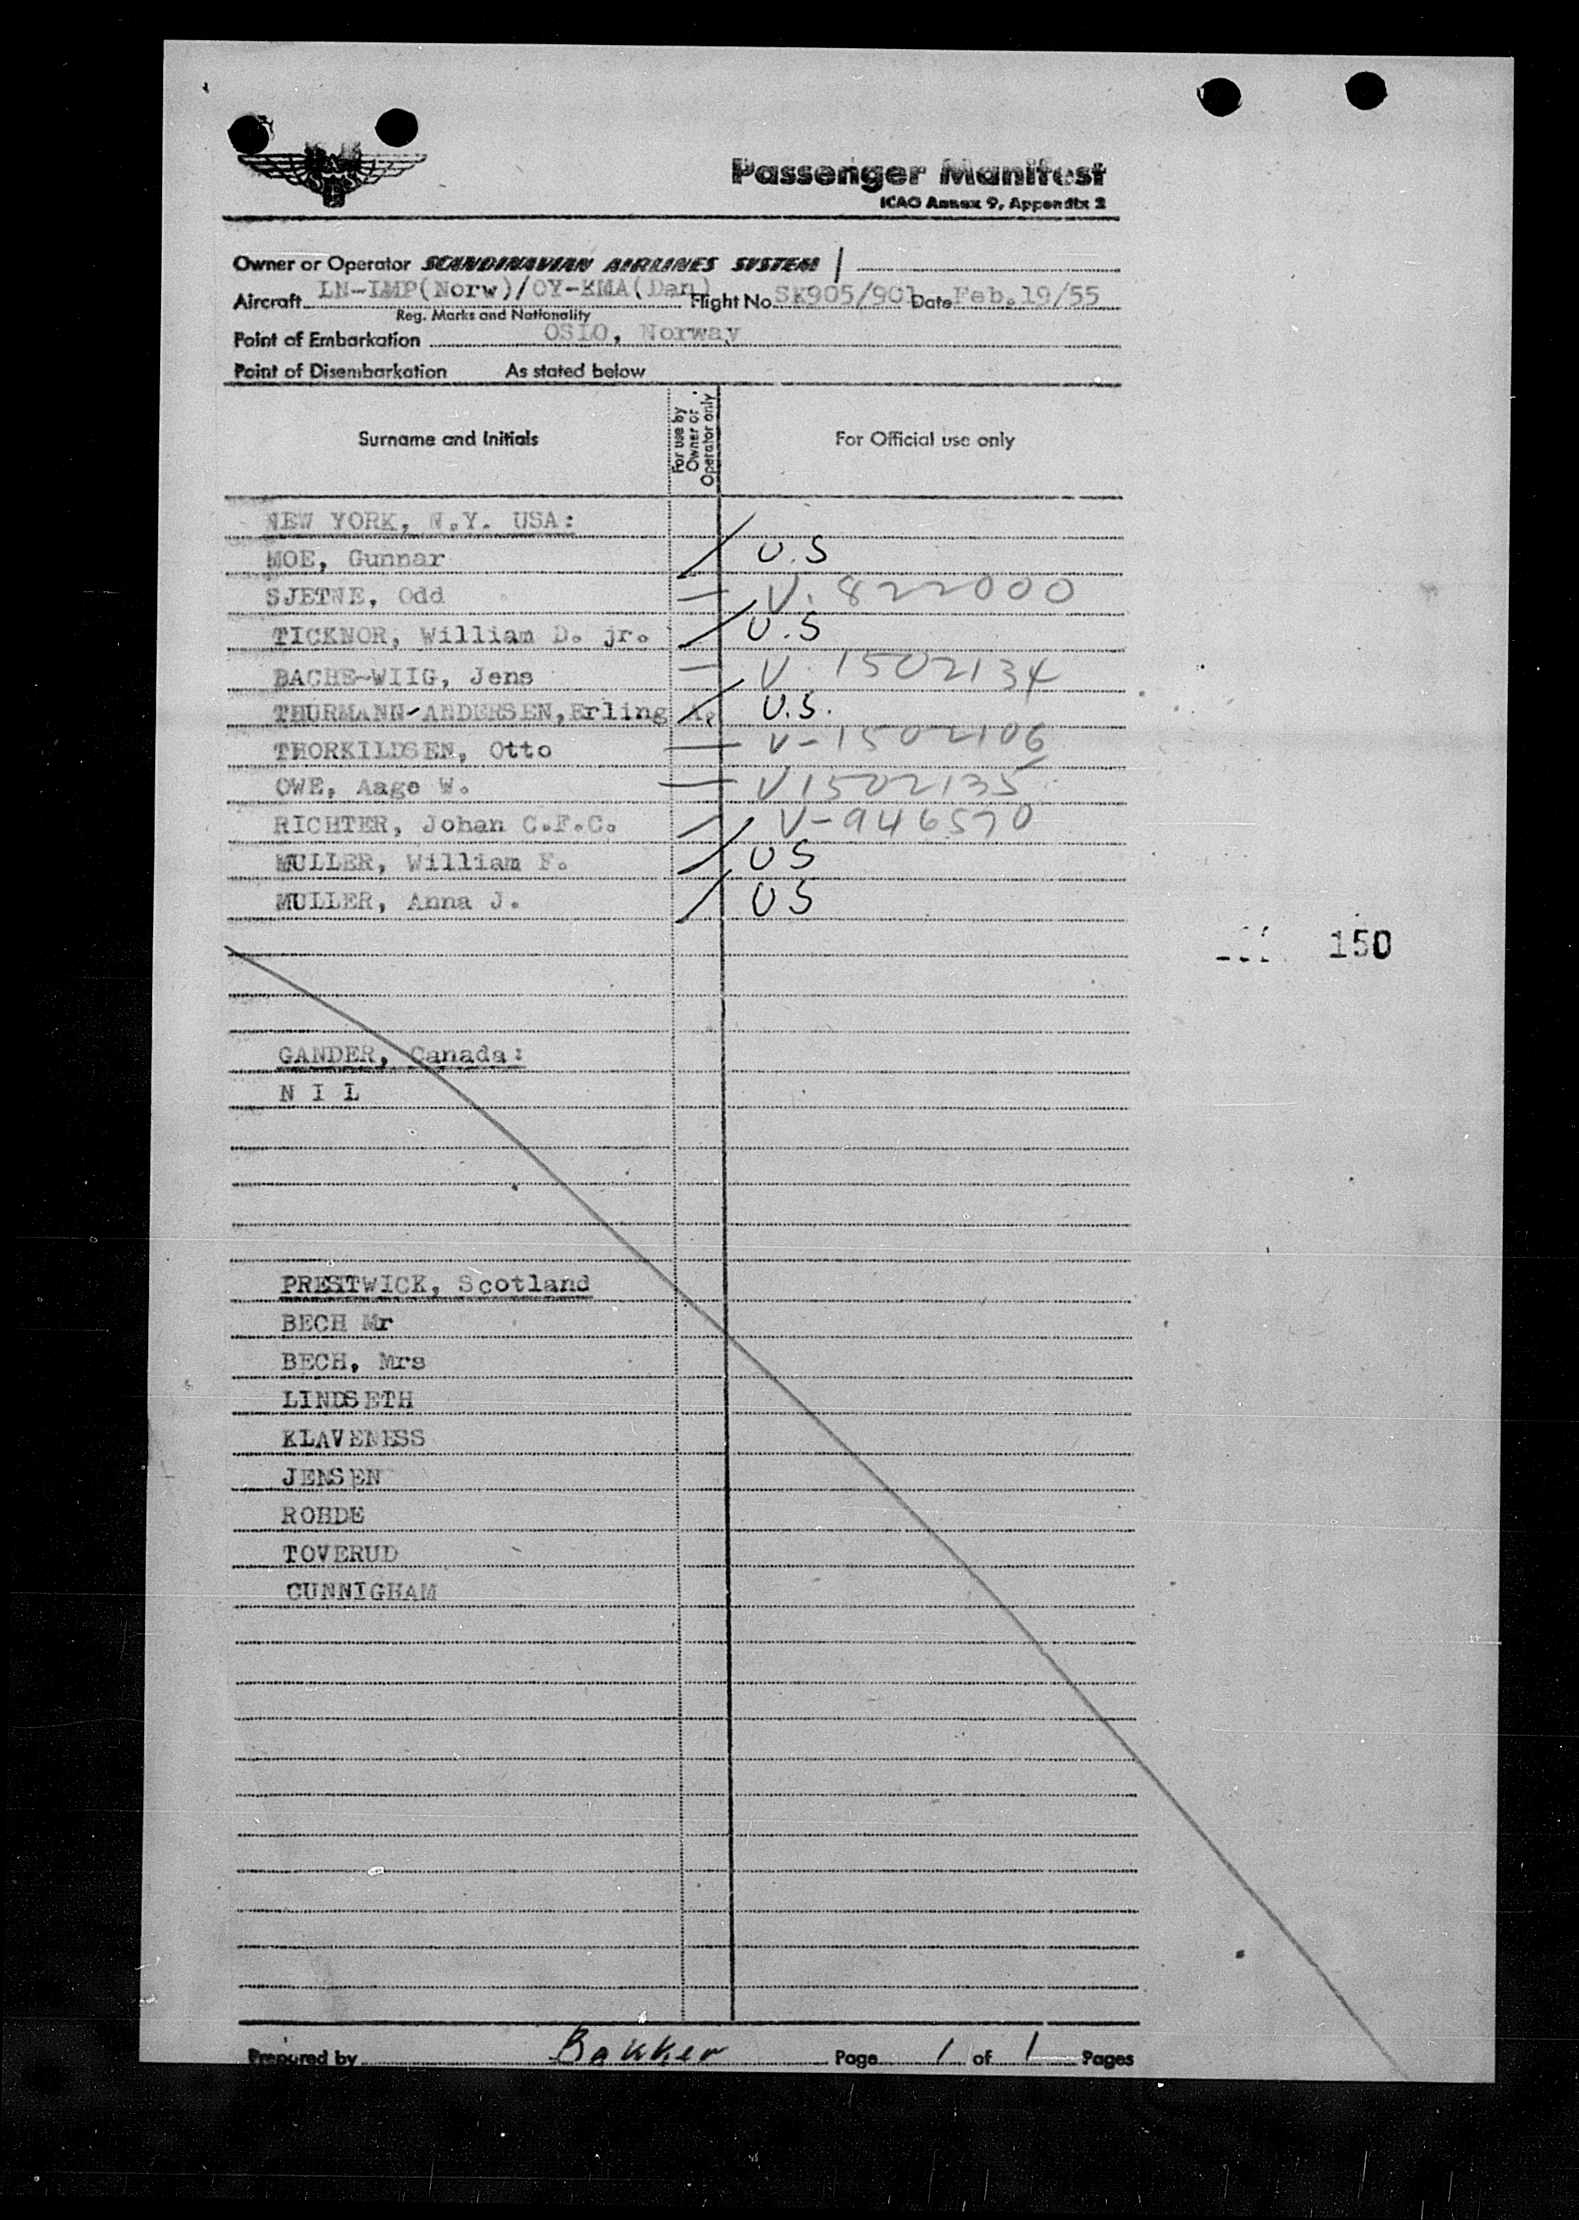 Passenger Manifest
ICAO Annex 9, Appendix 2
Owner or Operator SCANDINAVIAN AIRLINES SYSTEM
Aircraft LN-LMP(Norw)/OY-KMA(Dan) Flight No SK905/901 Date Feb.19/55
Reg. Marks and Nationality
Point of Embarkation OSLO, Norway
Point of Disembarkation As stated below
Surname and Initials For use by Owner or Operator only For Official use only
NEW YORK, N.Y. USA:
MOE, Gunnar U.S
SJETNE, Odd V. 822000
TICKNOR, William D. jr. U.S
BACHE-WIIG, Jens V. 1502134
THURMANN-ANDERSEN,Erling A. U.S.
THORKILDSEN, Otto V-1502106
OWE, Aage W. V1502135
RICHTER, Johan C.F.C. V-946570
MULLER, William F. US
MULLER, Anna J. US
150
GANDER, Canada:
N I L
PRESTWICK, Scotland
BECH Mr
BECH, Mrs
LINDSETH
KLAVENESS
JENSEN
ROHDE
TOVERUD
CUNNIGHAM
Prepared by Bakker Page 1 of 1 Pages